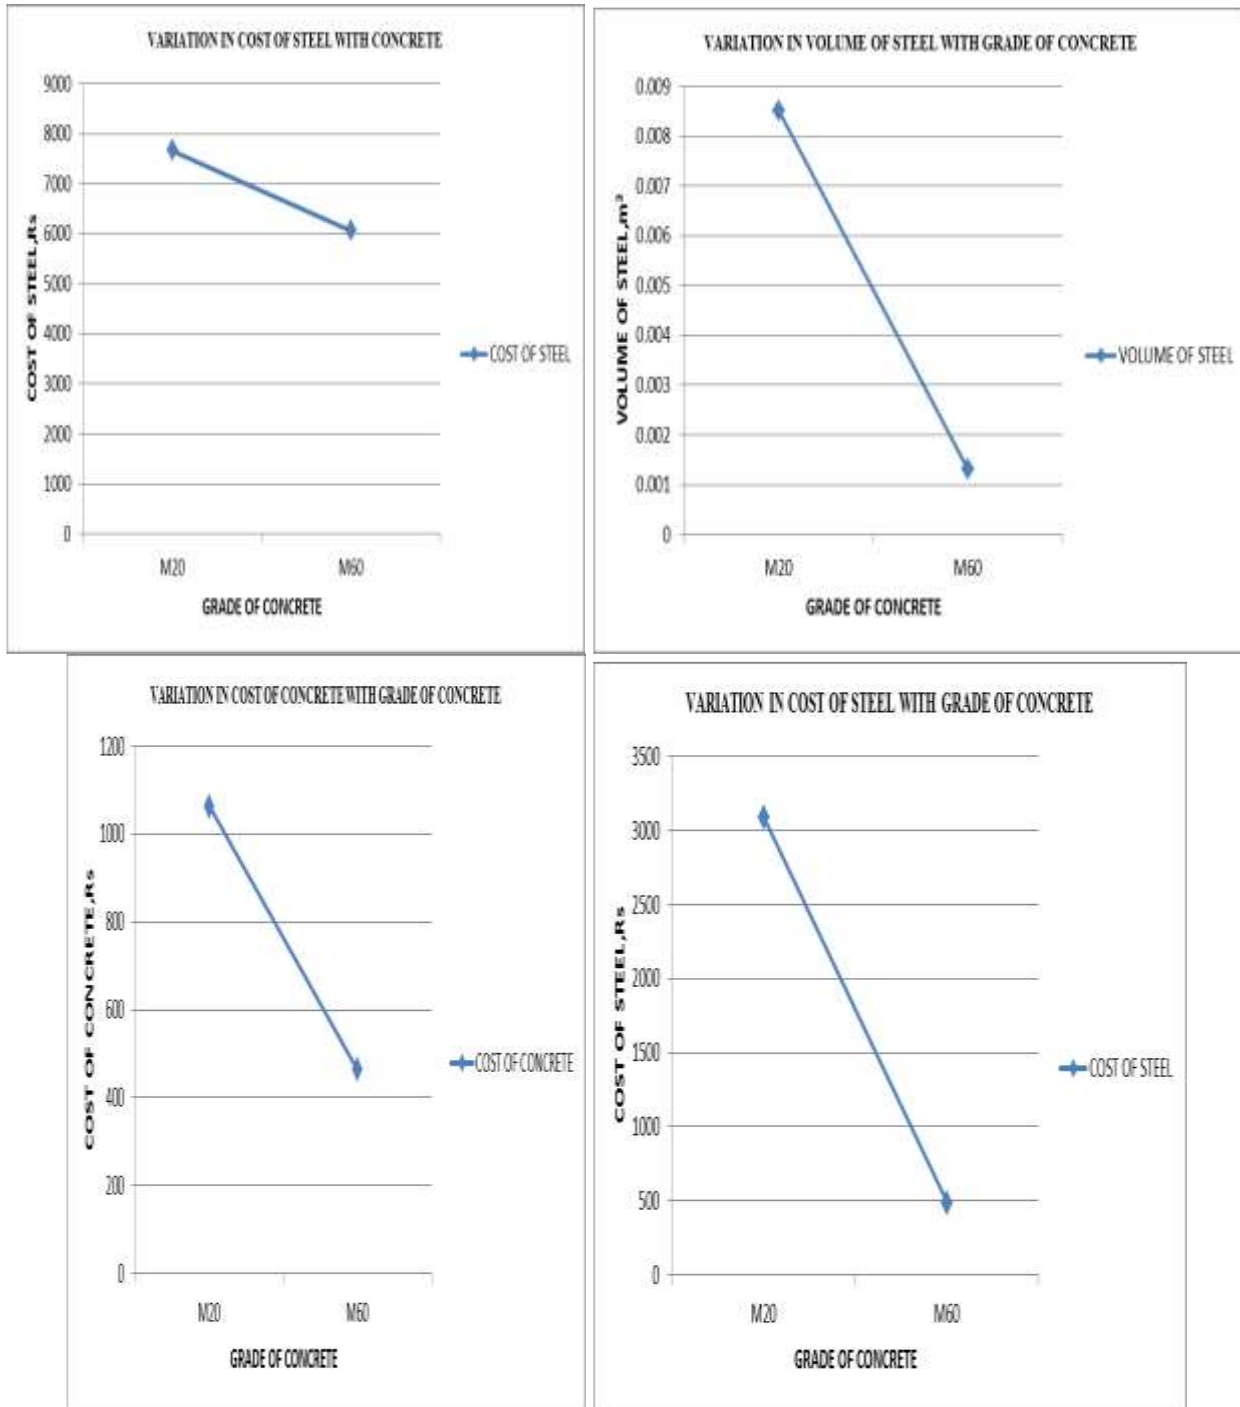 VARIATION IN COST OF STEEL WITH CONCRETE
9000
8000
7000
6000
5000
4000
3000
2000
1000
0
COST OF STEEL,Rs
COST OF STEEL
M20 M60
GRADE OF CONCRETE
VARIATION IN VOLUME OF STEEL WITH GRADE OF CONCRETE
0.009
0.008
0.007
0.006
0.005
0.004
0.003
0.002
0.001
0
VOLUME OF STEEL,m³
VOLUME OF STEEL
M20 M60
GRADE OF CONCRETE
VARIATION IN COST OF CONCRETE WITH GRADE OF CONCRETE
1200
1000
800
600
400
200
0
COST OF CONCRETE,Rs
COST OF CONCRETE
M20 M60
GRADE OF CONCRETE
VARIATION IN COST OF STEEL WITH GRADE OF CONCRETE
3500
3000
2500
2000
1500
1000
500
0
COST OF STEEL,Rs
COST OF STEEL
M20 M60
GRADE OF CONCRETE